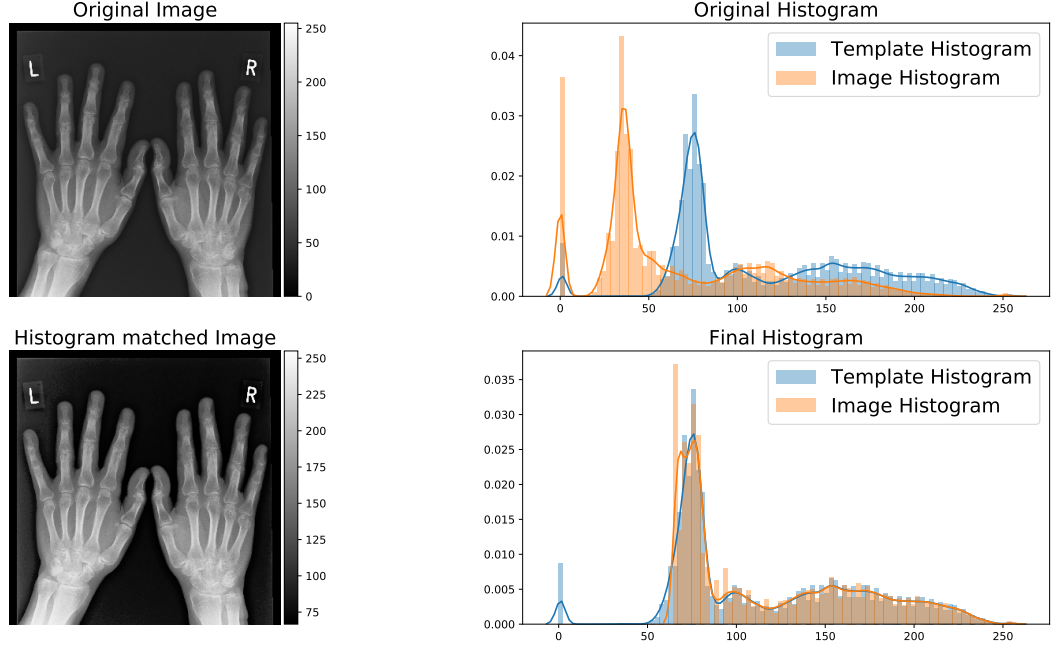 Original Image
L
R
250
200
150
100
50
0
Original Histogram
Template Histogram
Image Histogram
0.04
0.03
0.02
0.01
0.00
0 50 100 150 200 250
Histogram matched Image
L
R
250
225
200
175
150
125
100
75
Final Histogram
Template Histogram
Image Histogram
0.035
0.030
0.025
0.020
0.015
0.010
0.005
0.000
0 50 100 150 200 250